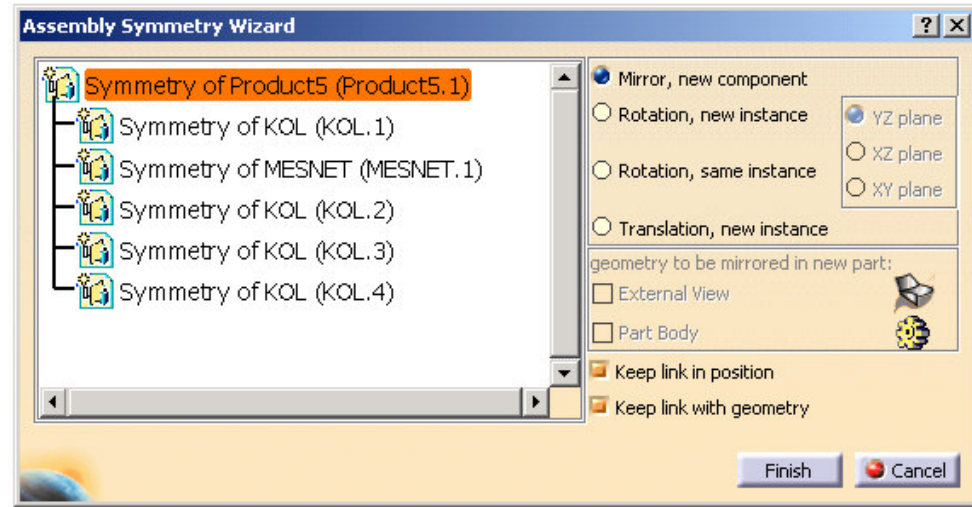 Assembly Symmetry Wizard
Symmetry of Product5 (Product5.1)
Symmetry of KOL (KOL.1)
Symmetry of MESNET (MESNET.1)
Symmetry of KOL (KOL.2)
Symmetry of KOL (KOL.3)
Symmetry of KOL (KOL.4)
Mirror, new component
Rotation, new instance
Rotation, same instance
Translation, new instance
YZ plane
XZ plane
XY plane
geometry to be mirrored in new part:
External View
Part Body
Keep link in position
Keep link with geometry
Finish
Cancel